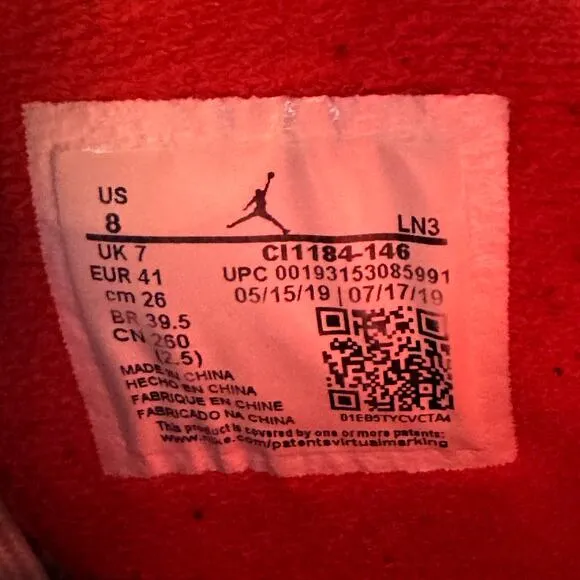 US
8
LN3
UK 7
CI1184-146
EUR 41
UPC 00193153085991
cm 26
05/15/19 | 07/17/19
BR 39.5
CN 260
(2.5)
MADE IN CHINA
HECHO EN CHINA
FABRIQUE EN CHINE
FABRICADO NA CHINA
01EB5TYCVCTA4
This product is covered by one or more patents:
www.nike.com/patentsvirtualmarking